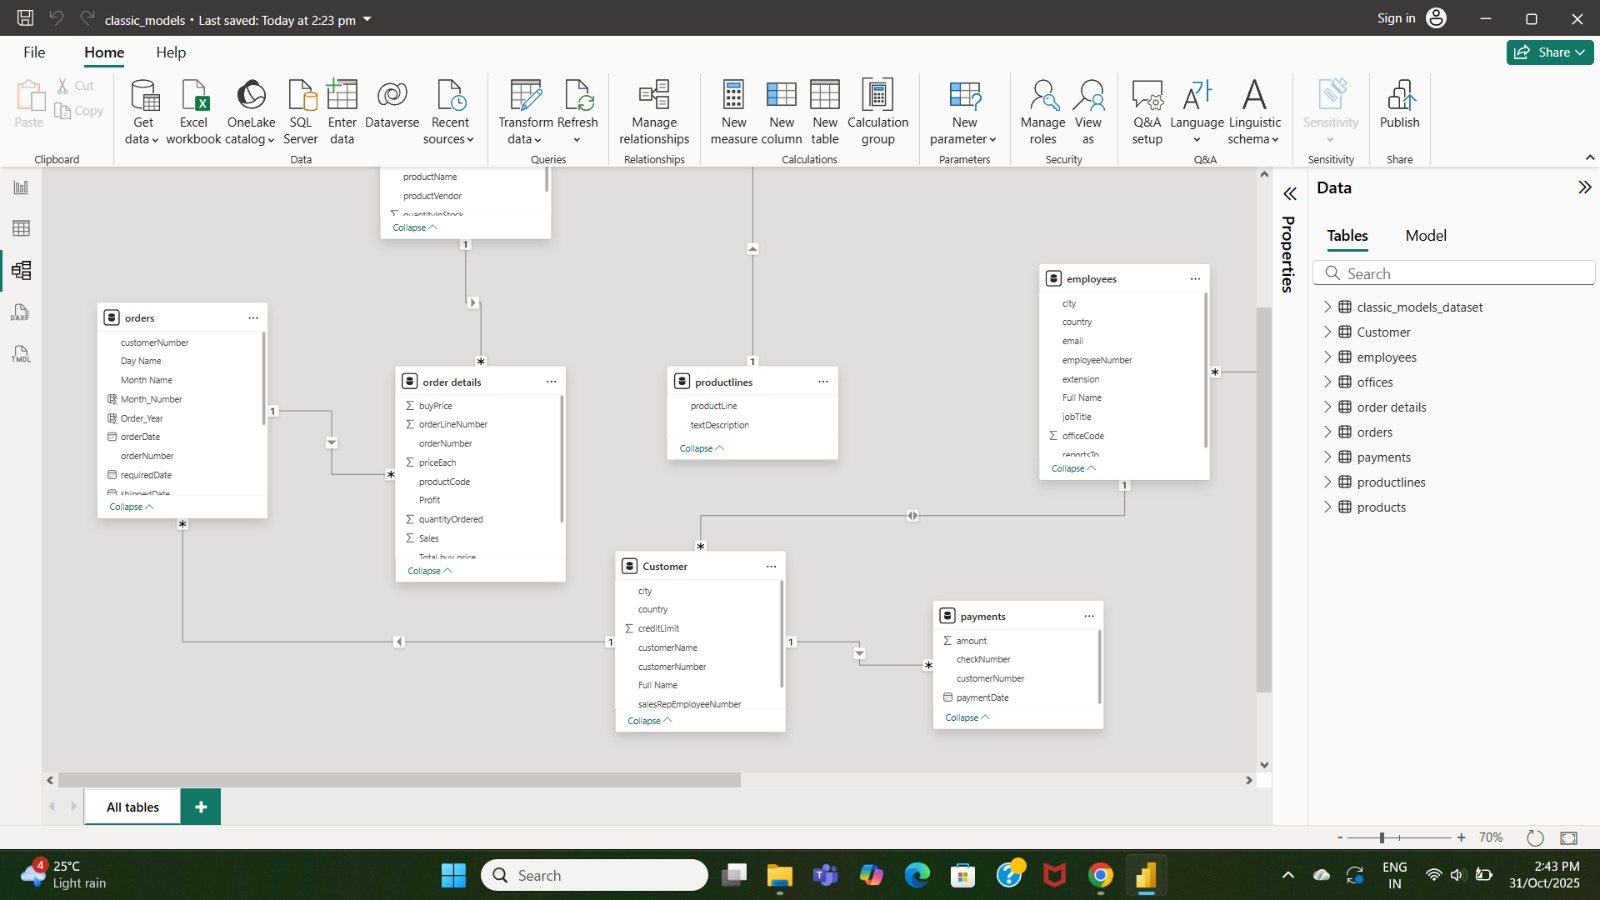 classic_models • Last saved: Today at 2:23 pm
Sign in
File
Home
Help
Share
Paste
Cut
Copy
Clipboard
Get data
Excel workbook
OneLake catalog
SQL Server
Enter data
Dataverse
Recent sources
Data
Transform data
Refresh
Queries
Manage relationships
Relationships
New measure
New column
New table
Calculation group
Calculations
New parameter
Parameters
Manage roles
View as
Security
Q&A setup
Language
Linguistic schema
Q&A
Sensitivity
Sensitivity
Publish
Share
DAX
TMDL
productName
productVendor
quantityInStock
Collapse
1
*
orders
customerNumber
Day Name
Month Name
Month_Number
Order_Year
orderDate
orderNumber
requiredDate
shippedDate
Collapse
1
*
*
order details
Σ buyPrice
Σ orderLineNumber
orderNumber
Σ priceEach
productCode
Profit
Σ quantityOrdered
Σ Sales
Total buy price
Collapse
1
productlines
productLine
textDescription
Collapse
employees
city
country
email
employeeNumber
extension
Full Name
jobTitle
Σ officeCode
reportsTo
Collapse
*
1
*
Customer
city
country
Σ creditLimit
customerName
customerNumber
Full Name
salesRepEmployeeNumber
Collapse
1
1
*
payments
Σ amount
checkNumber
customerNumber
paymentDate
Collapse
Properties
Data
Tables
Model
Search
classic_models_dataset
Customer
employees
offices
order details
orders
payments
productlines
products
All tables
+
- + 70%
4
25°C
Light rain
Search
ENG
IN
2:43 PM
31/Oct/2025